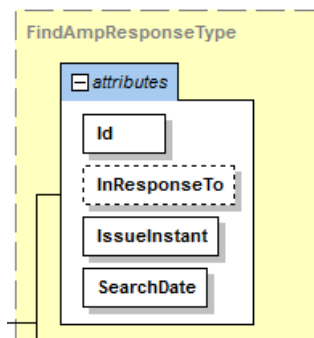 FindAmpResponseType
attributes
Id
InResponseTo
IssueInstant
SearchDate